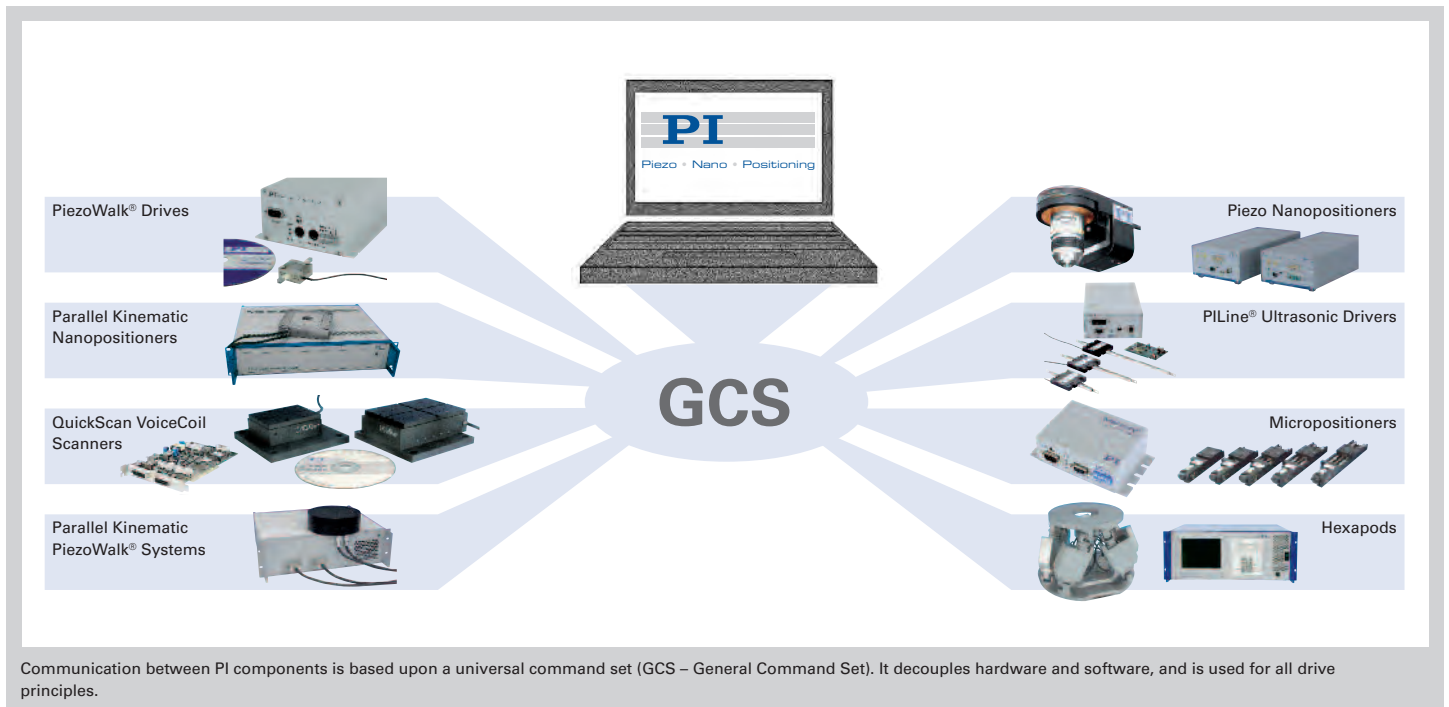 PI
Piezo • Nano • Positioning
PiezoWalk® Drives
Parallel Kinematic
Nanopositioners
QuickScan VoiceCoil
Scanners
Parallel Kinematic
PiezoWalk® Systems
GCS
Piezo Nanopositioners
PILine® Ultrasonic Drivers
Micropositioners
Hexapods
Communication between PI components is based upon a universal command set (GCS – General Command Set). It decouples hardware and software, and is used for all drive
principles.